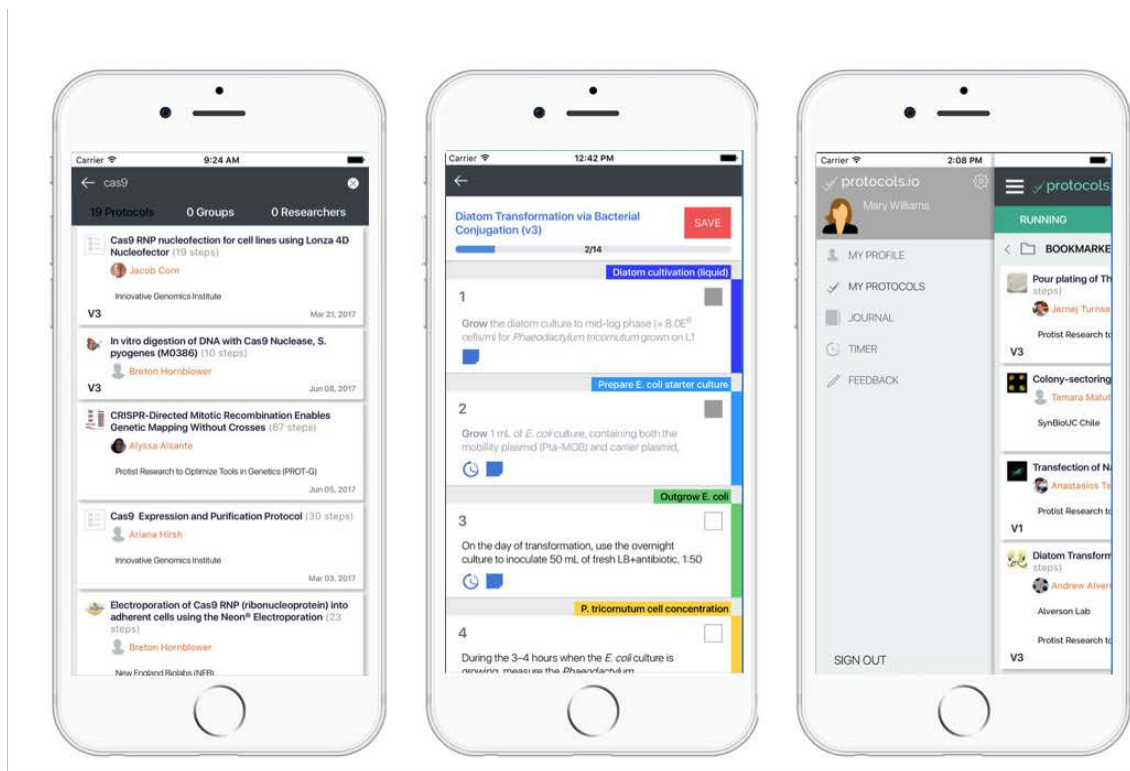 Carrier
9:24 AM
cas9
19 Protocols 0 Groups 0 Researchers
Cas9 RNP nucleofection for cell lines using Lonza 4D
Nucleofector (19 steps)
Jacob Corn
Innovative Genomics Institute
V3 Mar 21, 2017
In vitro digestion of DNA with Cas9 Nuclease, S.
pyogenes (M0386) (10 steps)
Breton Hornblower
V3 Jun 08, 2017
CRISPR-Directed Mitotic Recombination Enables
Genetic Mapping Without Crosses (67 steps)
Alyssa Alsante
Protist Research to Optimize Tools in Genetics (PROT-G)
Jun 05, 2017
Cas9 Expression and Purification Protocol (30 steps)
Ariana Hirsh
Innovative Genomics Institute
Mar 03, 2017
Electroporation of Cas9 RNP (ribonucleoprotein) into
adherent cells using the Neon® Electroporation (23
steps)
Breton Hornblower
New England Biolabs (NEB)
Carrier
12:42 PM
Diatom Transformation via Bacterial
Conjugation (v3)
SAVE
2/14
Diatom cultivation (liquid)
1
Grow the diatom culture to mid-log phase (× 8.0E⁶
cells/ml for Phaeodactylum tricornutum grown on L1
Prepare E. coli starter culture
2
Grow 1 mL of E. coli culture, containing both the
mobility plasmid (Pta-MOB) and carrier plasmid,
Outgrow E. coli
3
On the day of transformation, use the overnight
culture to inoculate 50 mL of fresh LB+antibiotic, 1:50
P. tricornutum cell concentration
4
During the 3–4 hours when the E. coli culture is
growing, measure the Phaeodactylum
Carrier
2:08 PM
protocols.io
Mary Williams
MY PROFILE
MY PROTOCOLS
JOURNAL
TIMER
FEEDBACK
SIGN OUT
protocols
RUNNING
BOOKMARKE
Pour plating of Th
steps)
Jernej Turnse
Protist Research to
V3
Colony-sectoring
Tamara Matut
SynBioUC Chile
Transfection of Na
Anastasios Ts
Protist Research to
V1
Diatom Transform
steps)
Andrew Alver
Alverson Lab
Protist Research to
V3